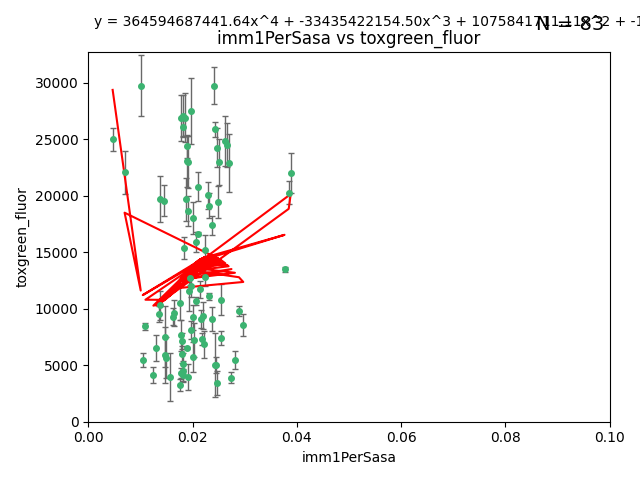 y = 364594687441.64x^4 + -33435422154.50x^3 + 
N = 83
imm1PerSasa vs toxgreen_fluor
30000
25000
20000
15000
10000
5000
0
toxgreen_fluor
0.00 0.02 0.04 0.06 0.08 0.10
imm1PerSasa